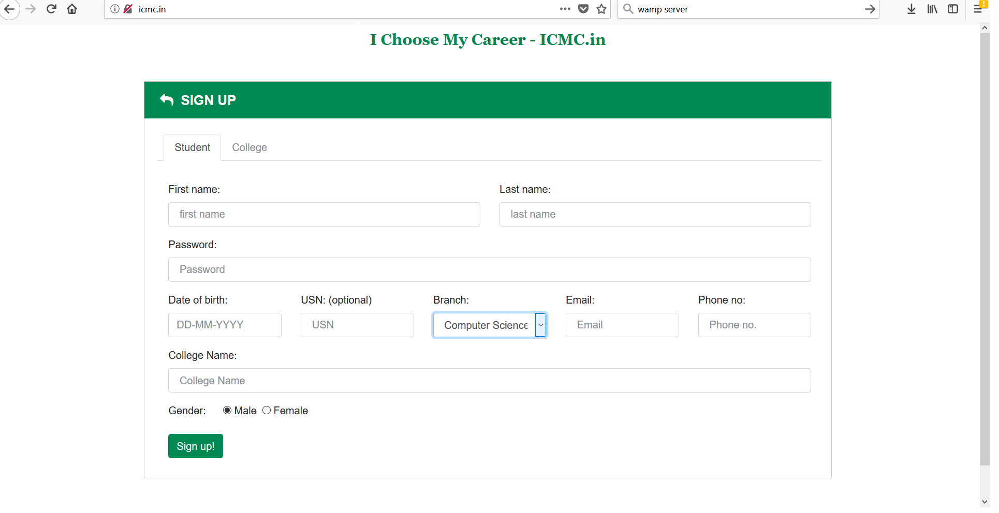 icmc.in
wamp server
I Choose My Career - ICMC.in
SIGN UP
Student College
First name: Last name:
first name last name
Password:
Password
Date of birth: USN: (optional) Branch: Email: Phone no:
DD-MM-YYYY USN Computer Science Email Phone no.
College Name:
College Name
Gender: Male Female
Sign up!